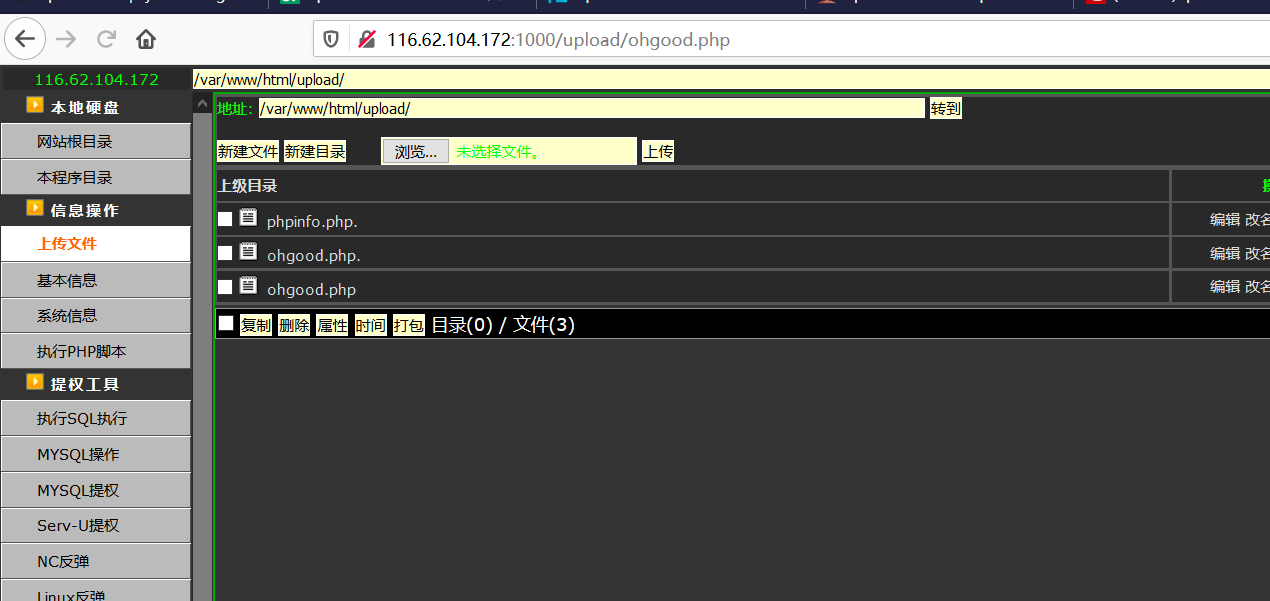 116.62.104.172:1000/upload/ohgood.php
116.62.104.172
/var/www/html/upload/
本地硬盘
网站根目录
本程序目录
信息操作
上传文件
基本信息
系统信息
执行PHP脚本
提权工具
执行SQL执行
MYSQL操作
MYSQL提权
Serv-U提权
NC反弹
Linux反弹
地址: /var/www/html/upload/ 转到
新建文件 新建目录 浏览... 未选择文件。 上传
上级目录
phpinfo.php. 编辑 改名
ohgood.php. 编辑 改名
ohgood.php 编辑 改名
复制 删除 属性 时间 打包 目录(0) / 文件(3)